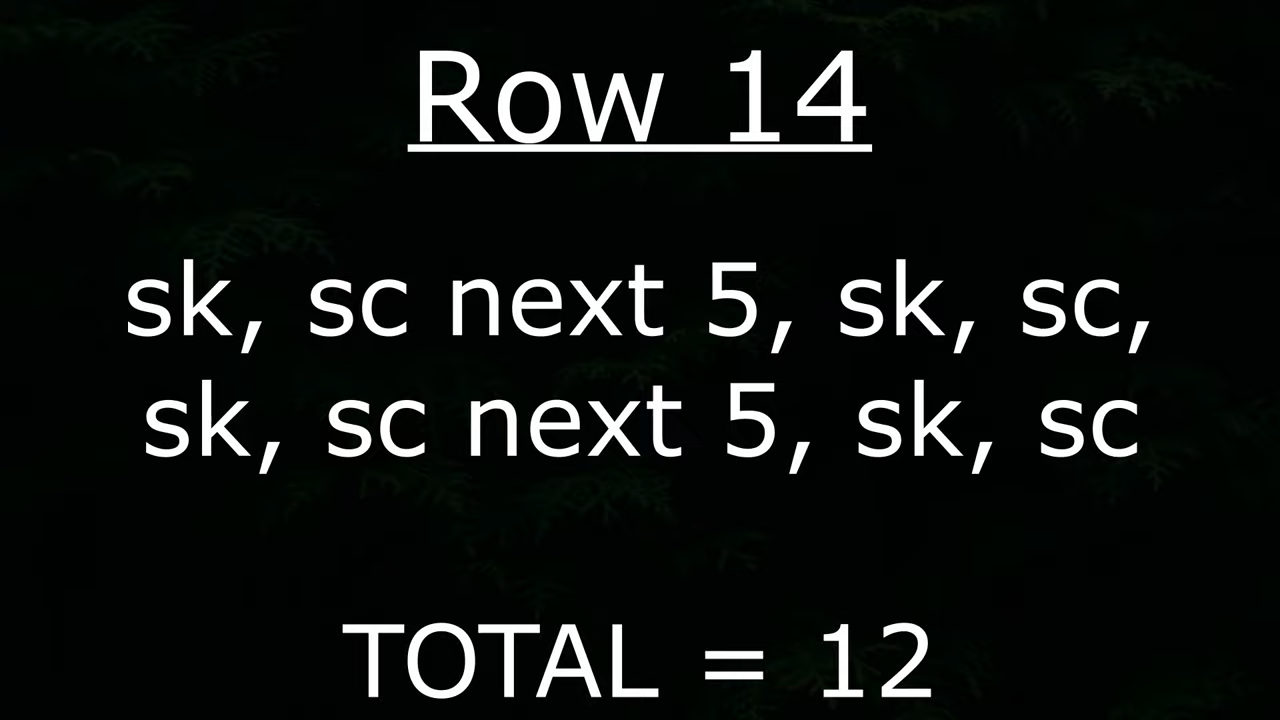 Row 14
sk, sc next 5, sk, sc,
sk, sc next 5, sk, sc
TOTAL = 12